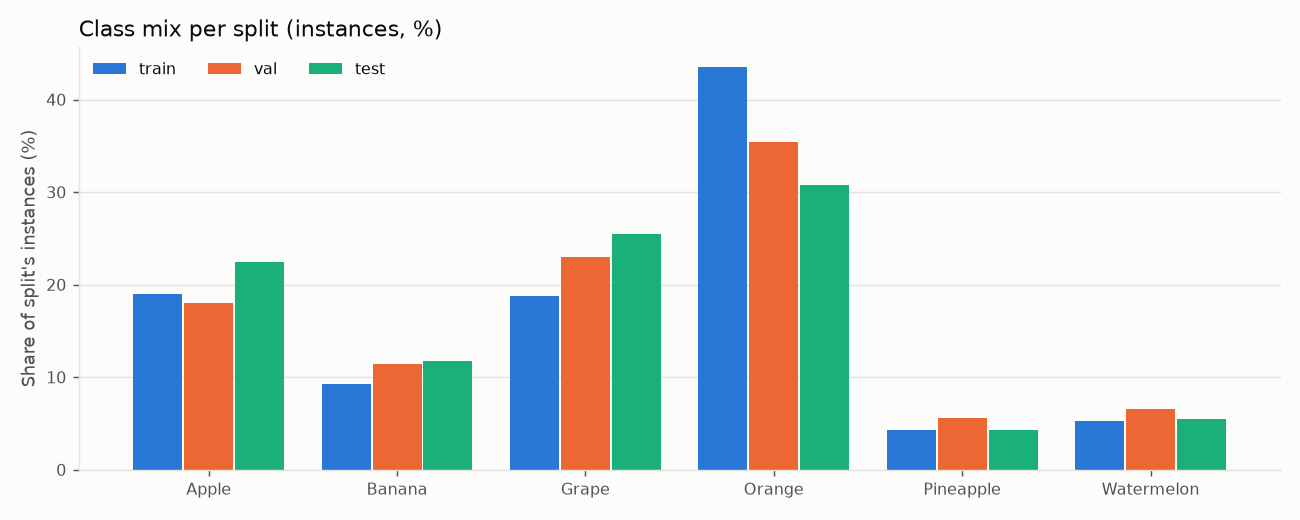 Class mix per split (instances, %)
train val test
Share of split's instances (%)
40
30
20
10
0
Apple Banana Grape Orange Pineapple Watermelon